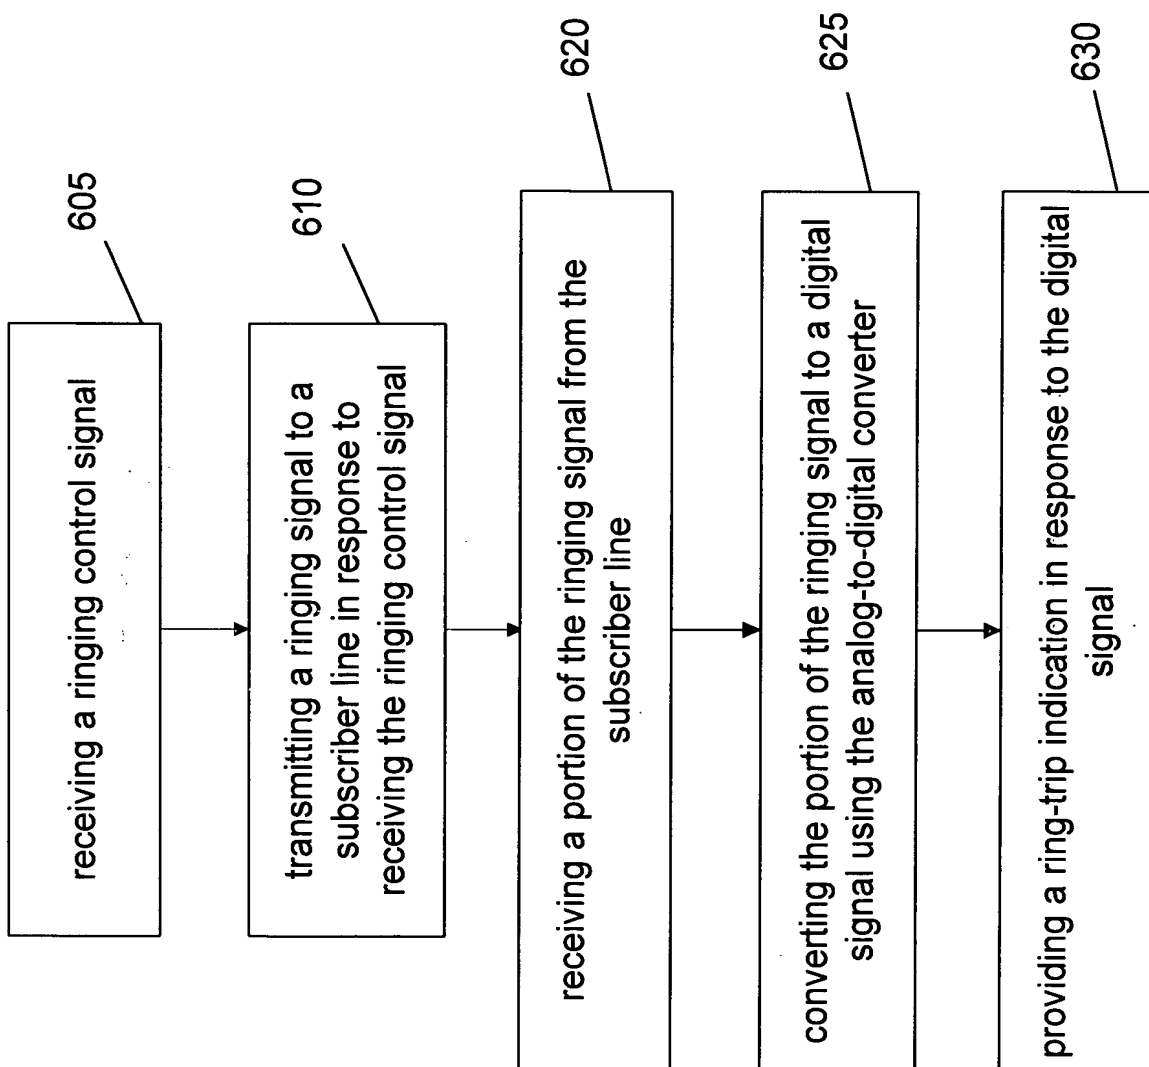 receiving a ringing control signal
605
transmitting a ringing signal to a
subscriber line in response to
receiving the ringing control signal
610
receiving a portion of the ringing signal from the
subscriber line
620
converting the portion of the ringing signal to a digital
signal using the analog-to-digital converter
625
providing a ring-trip indication in response to the digital
signal
630